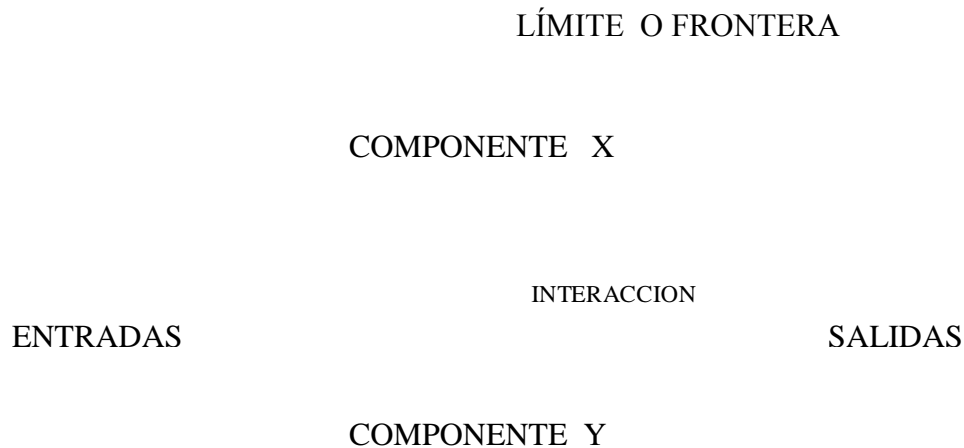 LÍMITE O FRONTERA
COMPONENTE X
INTERACCION
ENTRADAS
SALIDAS
COMPONENTE Y